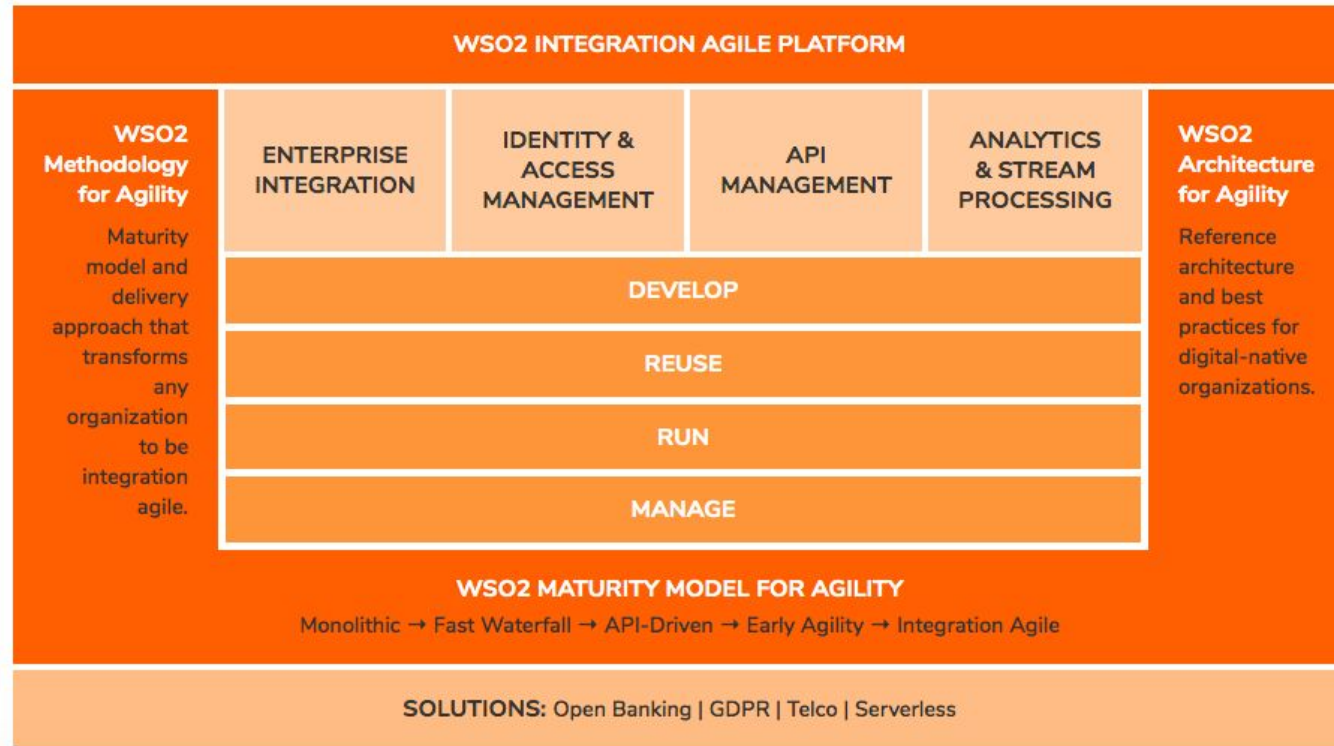 WSO2 INTEGRATION AGILE PLATFORM
WSO2
Methodology
for Agility
Maturity
model and
delivery
approach that
transforms
any
organization
to be
integration
agile.
ENTERPRISE
INTEGRATION
IDENTITY &
ACCESS
MANAGEMENT
API
MANAGEMENT
ANALYTICS
& STREAM
PROCESSING
DEVELOP
REUSE
RUN
MANAGE
WSO2
Architecture
for Agility
Reference
architecture
and best
practices for
digital-native
organizations.
WSO2 MATURITY MODEL FOR AGILITY
Monolithic → Fast Waterfall → API-Driven → Early Agility → Integration Agile
SOLUTIONS: Open Banking | GDPR | Telco | Serverless